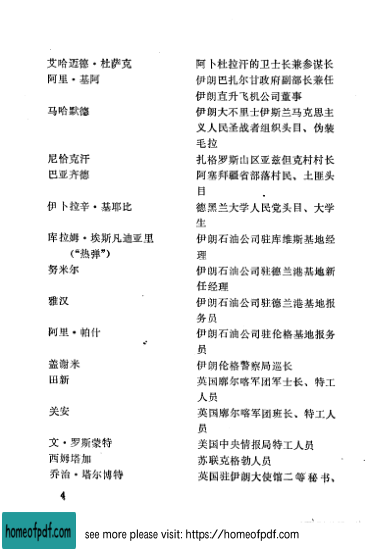 艾哈迈德·杜萨克 阿卜杜拉汗的卫士长兼参谋长
阿里·基阿 伊朗巴扎尔甘政府副部长兼任
伊朗直升飞机公司董事
马哈默德 伊朗大不里士伊斯兰马克思主
义人民圣战者组织头目、伪装
毛拉
尼恰克汗 扎格罗斯山区亚兹但克村村长
巴亚齐德 阿塞拜疆省部落村民、土匪头
目
伊卜拉辛·基耶比 德黑兰大学人民党头目、大学
生
库拉姆·埃斯凡迪亚里 伊朗石油公司驻库维斯基地经
(“热弹”) 理
努米尔 伊朗石油公司驻德兰港基地新
任经理
雅汉 伊朗石油公司驻德兰港基地报
务员
阿里·帕什 伊朗石油公司驻伦格基地报务
员
盖谢米 伊朗伦格警察局巡长
田新 英国廓尔喀军团军士长、特工
人员
关安 英国廓尔喀军团班长、特工人
员
文·罗斯蒙特 美国中央情报局特工人员
西姆塔加 苏联克格勃人员
乔治·塔尔博特 英国驻伊朗大使馆二等秘书、
4
homeofpdf.com
see more please visit: https://homeofpdf.com